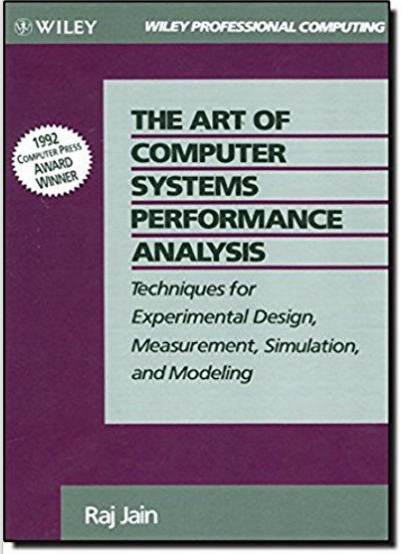 WILEY
WILEY PROFESSIONAL COMPUTING
1992
COMPUTER PRESS
AWARD
WINNER
THE ART OF
COMPUTER
SYSTEMS
PERFORMANCE
ANALYSIS
Techniques for
Experimental Design,
Measurement, Simulation,
and Modeling
Raj Jain